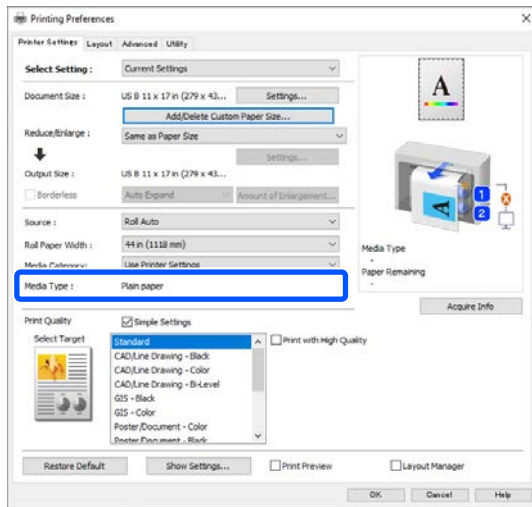 Printing Preferences
Printer Settings Layout Advanced Utility
Select Setting : Current Settings
Document Size : US B 11 x 17 in (279 x 43... Settings...
Add/Delete Custom Paper Size...
Reduce/Enlarge : Same as Paper Size
Settings...
Output Size : US B 11 x 17 in (279 x 43...
Borderless Auto Expand Amount of Enlargement...
Source : Roll Auto
Roll Paper Width : 44 in (1118 mm)
Media Category: Use Printer Settings
Media Type : Plain paper
Print Quality Simple Settings
Select Target Standard Print with High Quality
CAD/Line Drawing - Black
CAD/Line Drawing - Color
CAD/Line Drawing - Bi-Level
GIS - Black
GIS - Color
Poster/Document - Color
Poster/Document - Black
Restore Default Show Settings... Print Preview Layout Manager
A
A
1
2
Media Type
-
Paper Remaining
-
Acquire Info
OK Cancel Help